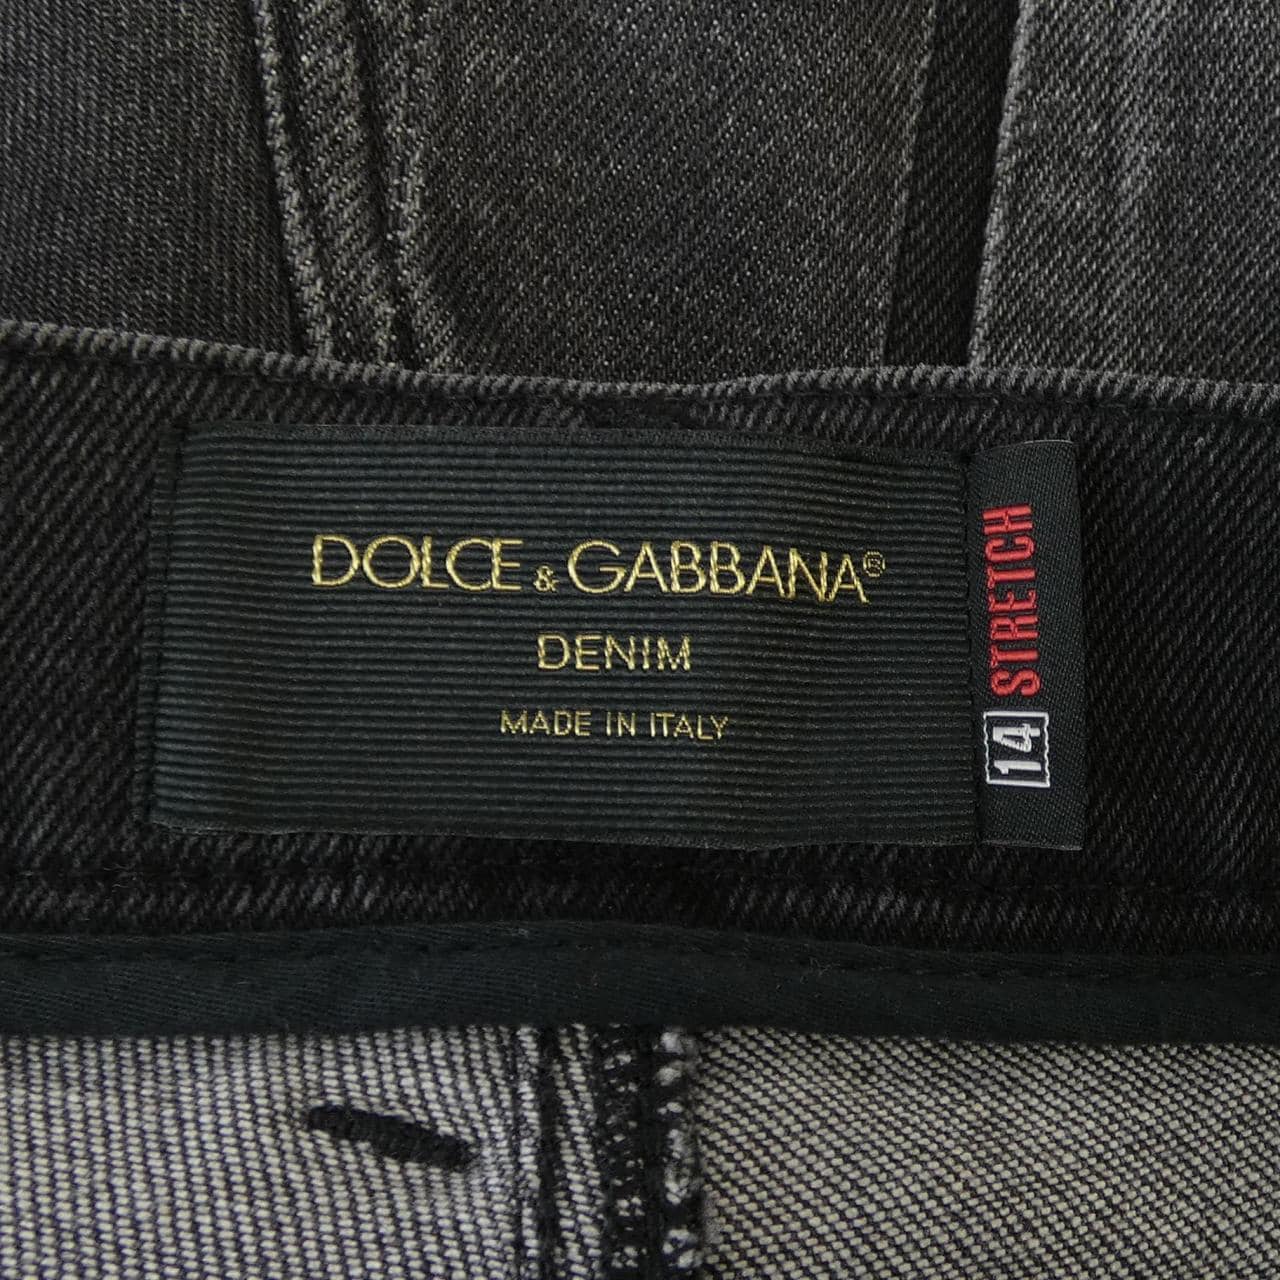 DOLCE & GABBANA®
DENIM
MADE IN ITALY
14 STRETCH